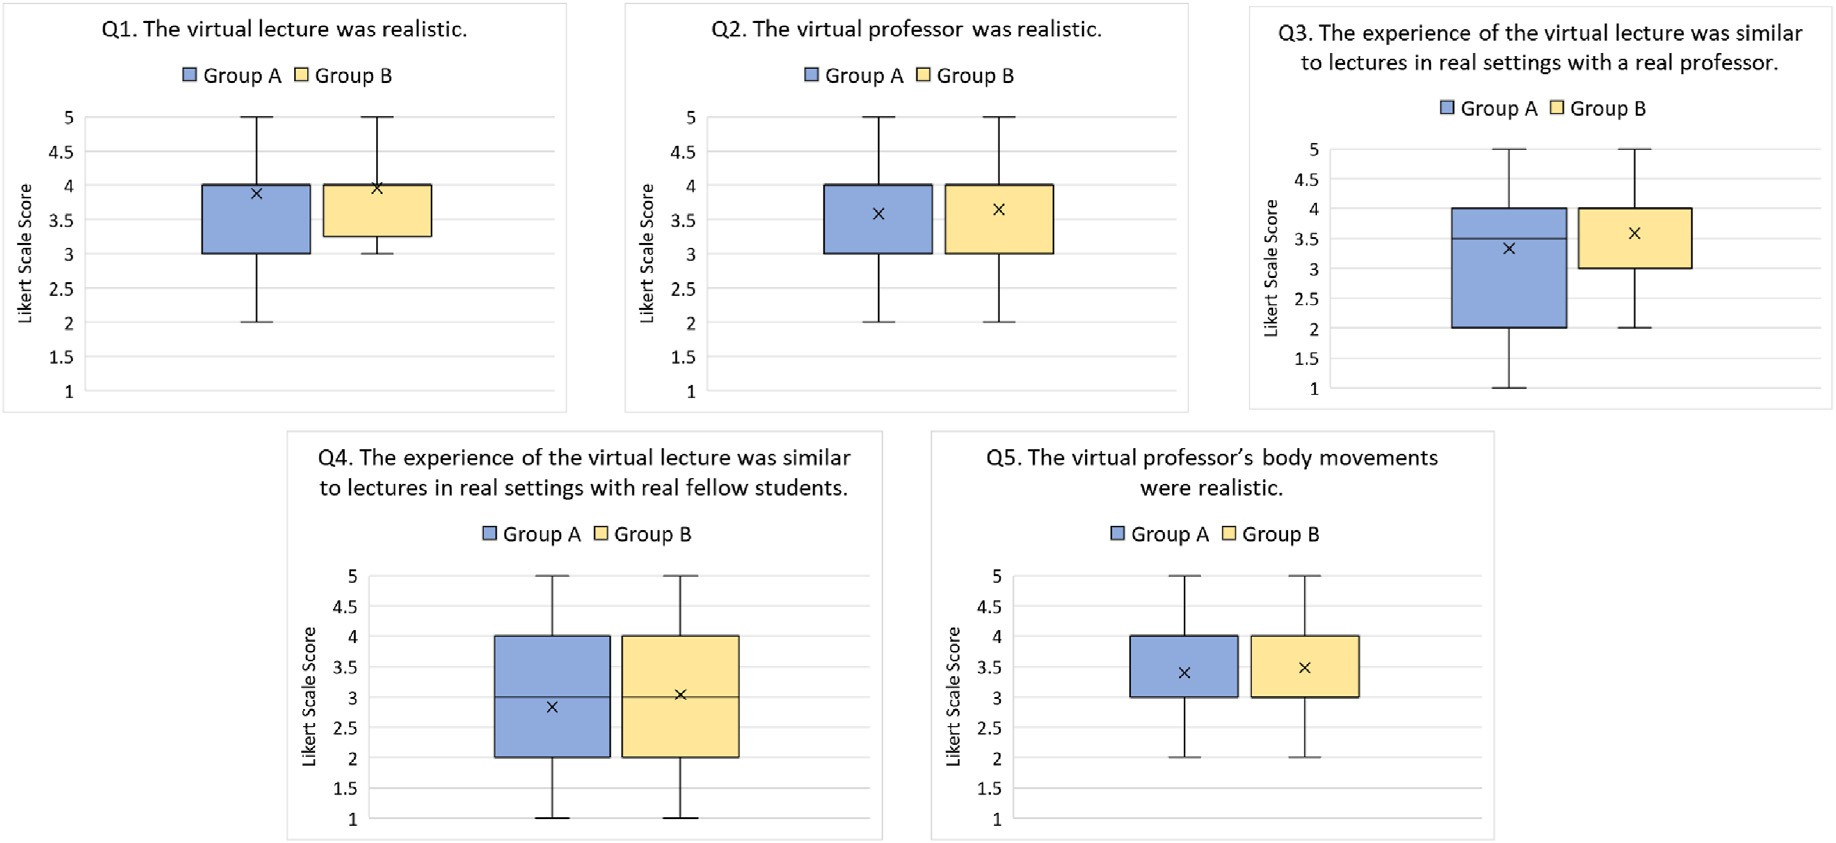 Q1. The virtual lecture was realistic.
Group A Group B
Likert Scale Score
5
4.5
4
3.5
3
2.5
2
1.5
1
Q2. The virtual professor was realistic.
Group A Group B
Likert Scale Score
5
4.5
4
3.5
3
2.5
2
1.5
1
Q3. The experience of the virtual lecture was similar
to lectures in real settings with a real professor.
Group A Group B
Likert Scale Score
5
4.5
4
3.5
3
2.5
2
1.5
1
Q4. The experience of the virtual lecture was similar
to lectures in real settings with real fellow students.
Group A Group B
Likert Scale Score
5
4.5
4
3.5
3
2.5
2
1.5
1
Q5. The virtual professor’s body movements
were realistic.
Group A Group B
Likert Scale Score
5
4.5
4
3.5
3
2.5
2
1.5
1